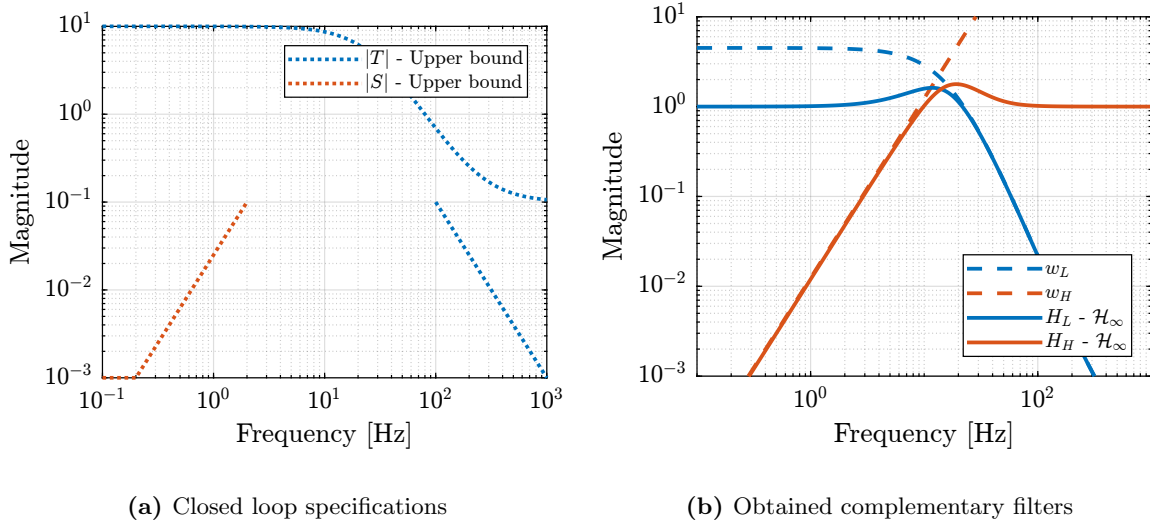 10^1
10^0
10^-1
10^-2
10^-3
Magnitude
|T| - Upper bound
|S| - Upper bound
10^-1 10^0 10^1 10^2 10^3
Frequency [Hz]
(a) Closed loop specifications
10^1
10^0
10^-1
10^-2
10^-3
Magnitude
w_L
w_H
H_L - ℋ_∞
H_H - ℋ_∞
10^0 10^2
Frequency [Hz]
(b) Obtained complementary filters